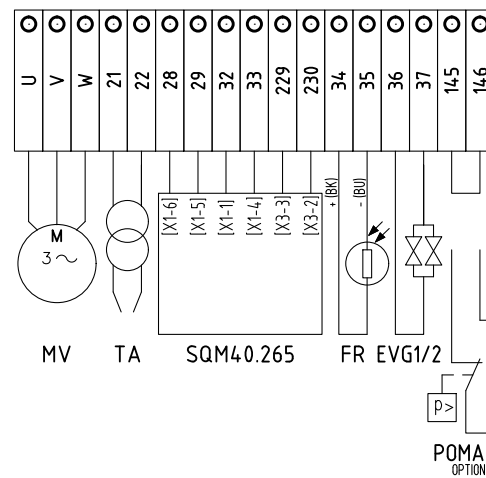 U V W 21 22 28 29 32 33 229 230 34 35 36 37 145 146
[X1-6] [X1-5] [X1-1] [X1-4] [X3-3] [X3-2] + (BK) - (BU)
M
3~
MV TA SQM40.265 FR EVG1/2
p>
POMA
OPTION